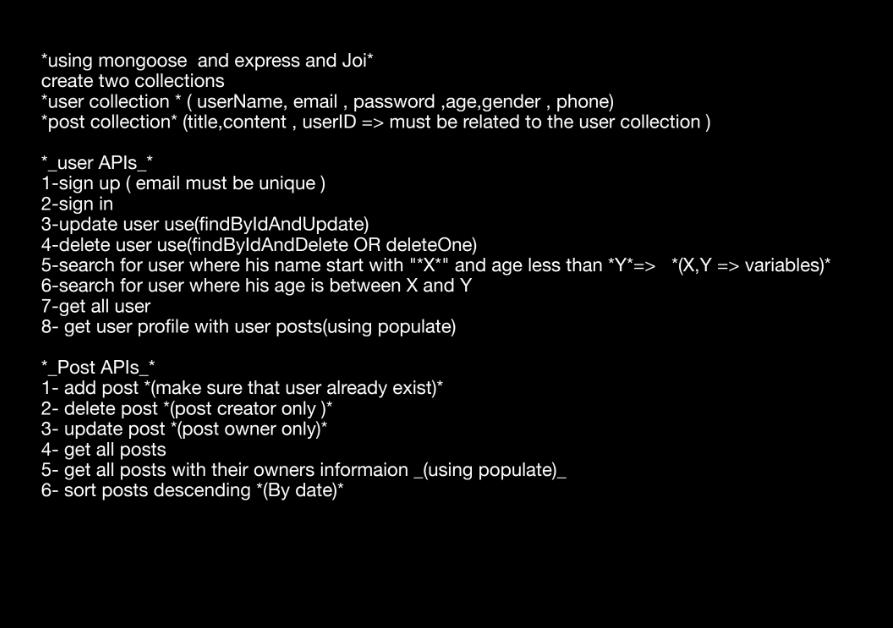 *using mongoose  and express and Joi*
create two collections
*user collection * ( userName, email , password ,age,gender , phone)
*post collection* (title,content , userID => must be related to the user collection )
*_user APIs_*
1-sign up ( email must be unique )
2-sign in
3-update user use(findByIdAndUpdate)
4-delete user use(findByIdAndDelete OR deleteOne)
5-search for user where his name start with "*X*" and age less than *Y*=>   *(X,Y => variables)*
6-search for user where his age is between X and Y
7-get all user
8- get user profile with user posts(using populate)
*_Post APIs_*
1- add post *(make sure that user already exist)*
2- delete post *(post creator only )*
3- update post *(post owner only)*
4- get all posts
5- get all posts with their owners informaion _(using populate)_
6- sort posts descending *(By date)*